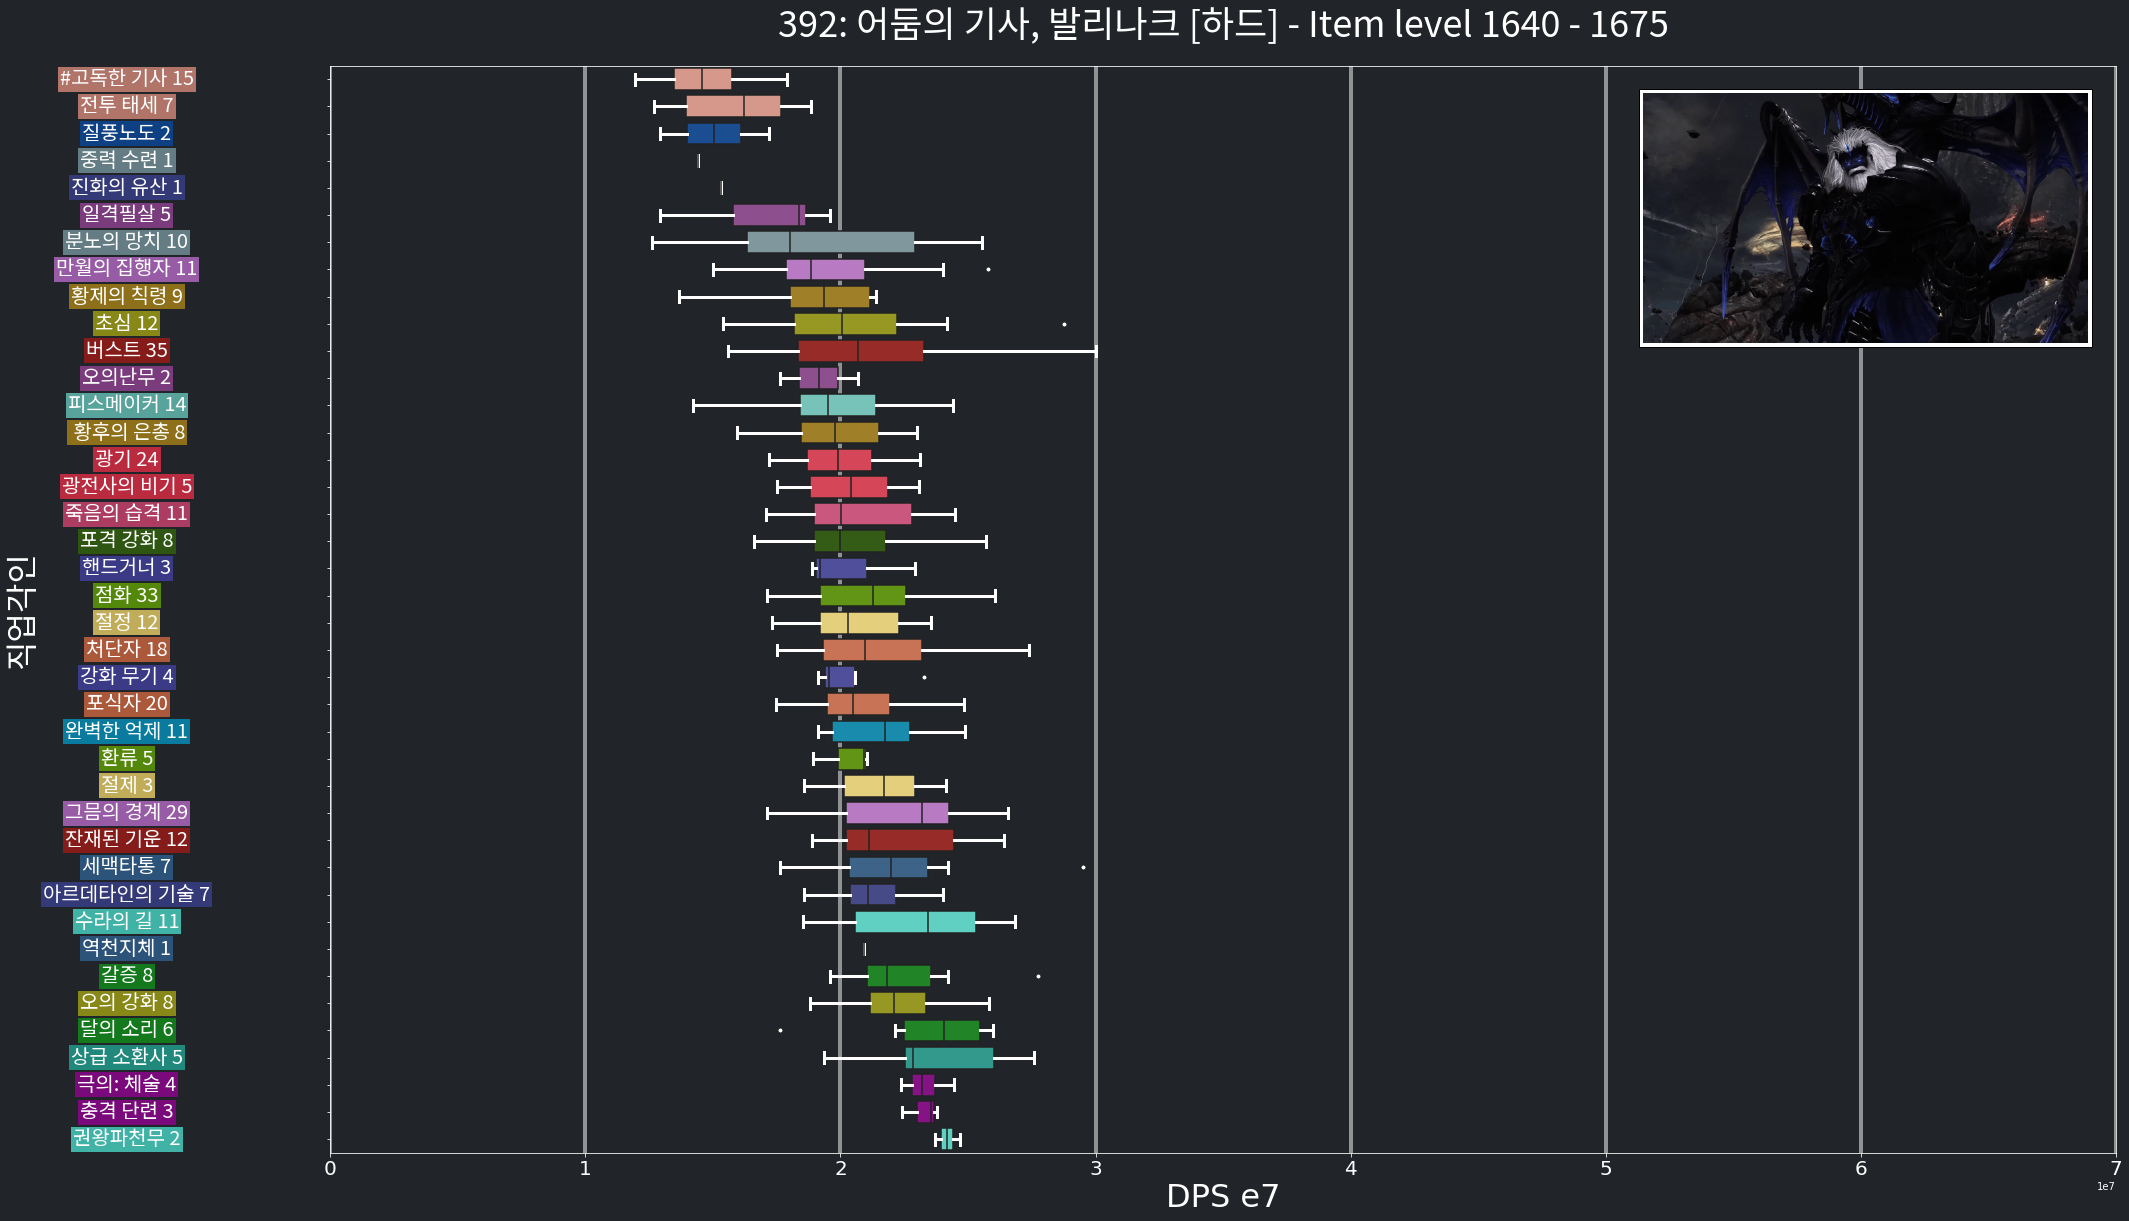 392: 어둠의 기사, 발리나크 [하드] - Item level 1640 - 1675
#고독한 기사 15
전투 태세 7
질풍노도 2
중력 수련 1
진화의 유산 1
일격필살 5
분노의 망치 10
만월의 집행자 11
황제의 칙령 9
초심 12
버스트 35
오의난무 2
피스메이커 14
황후의 은총 8
광기 24
광전사의 비기 5
죽음의 습격 11
포격 강화 8
핸드거너 3
점화 33
절정 12
처단자 18
강화 무기 4
포식자 20
완벽한 억제 11
환류 5
절제 3
그믐의 경계 29
잔재된 기운 12
세맥타통 7
아르데타인의 기술 7
수라의 길 11
역천지체 1
갈증 8
오의 강화 8
달의 소리 6
상급 소환사 5
극의: 체술 4
충격 단련 3
권왕파천무 2
직업각인
0 1 2 3 4 5 6 7
1e7
DPS e7